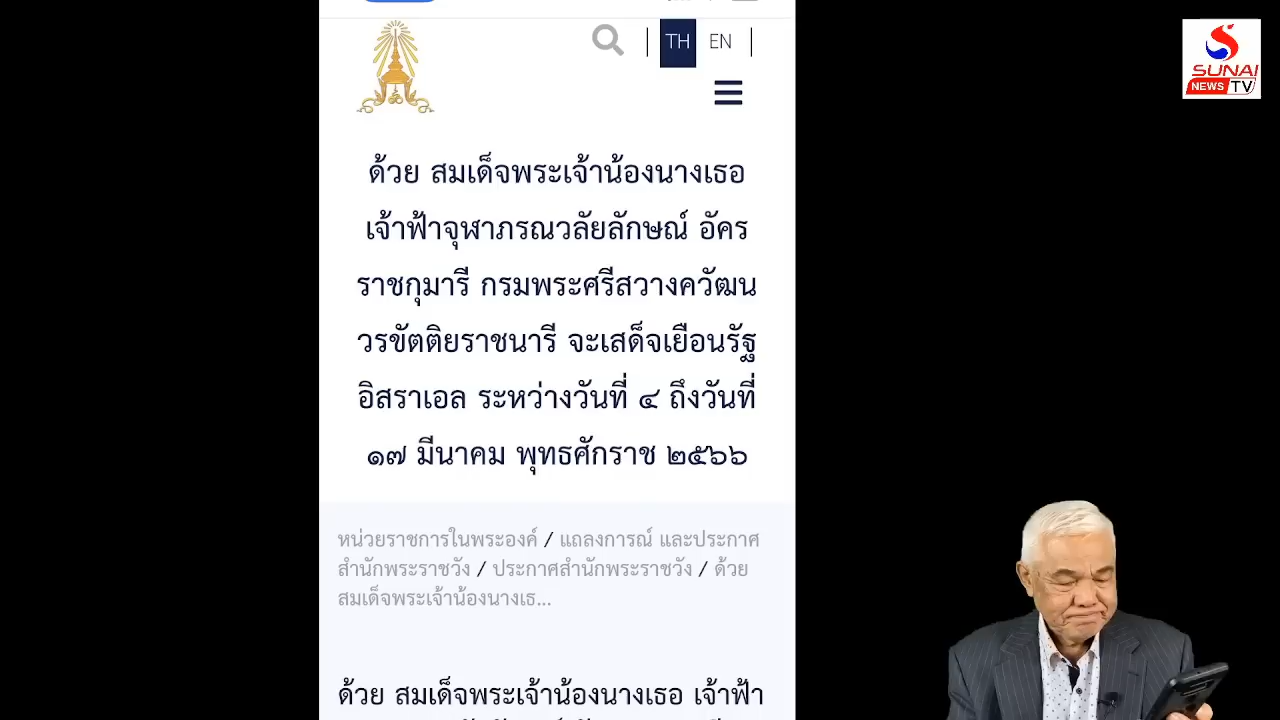 TH
EN
SUNAI
NEWS TV
ด้วย สมเด็จพระเจ้าน้องนางเธอ
เจ้าฟ้าจุฬาภรณวลัยลักษณ์ อัคร
ราชกุมารี กรมพระศรีสวางควัฒน
วรขัตติยราชนารี จะเสด็จเยือนรัฐ
อิสราเอล ระหว่างวันที่ ๔ ถึงวันที่
๑๗ มีนาคม พุทธศักราช ๒๕๖๖
หน่วยราชการในพระองค์ / แถลงการณ์ และประกาศ
สำนักพระราชวัง / ประกาศสำนักพระราชวัง / ด้วย
สมเด็จพระเจ้าน้องนางเธ...
ด้วย สมเด็จพระเจ้าน้องนางเธอ เจ้าฟ้า